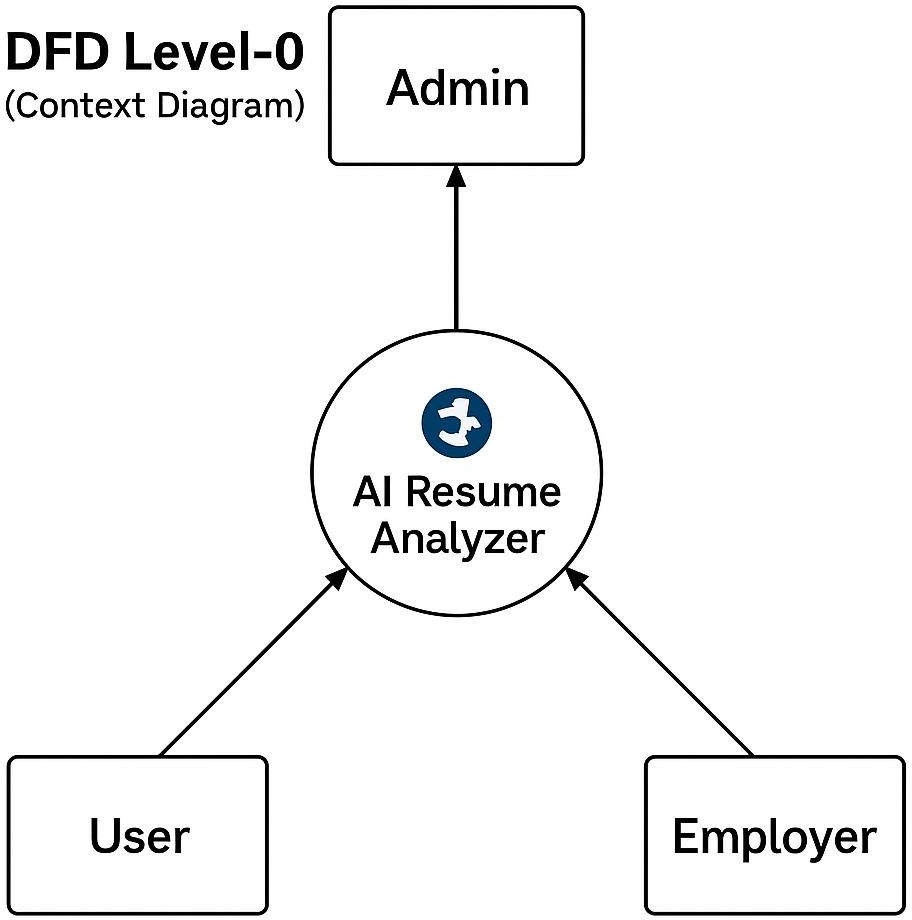 DFD Level-0
(Context Diagram)
Admin
AI Resume
Analyzer
User
Employer